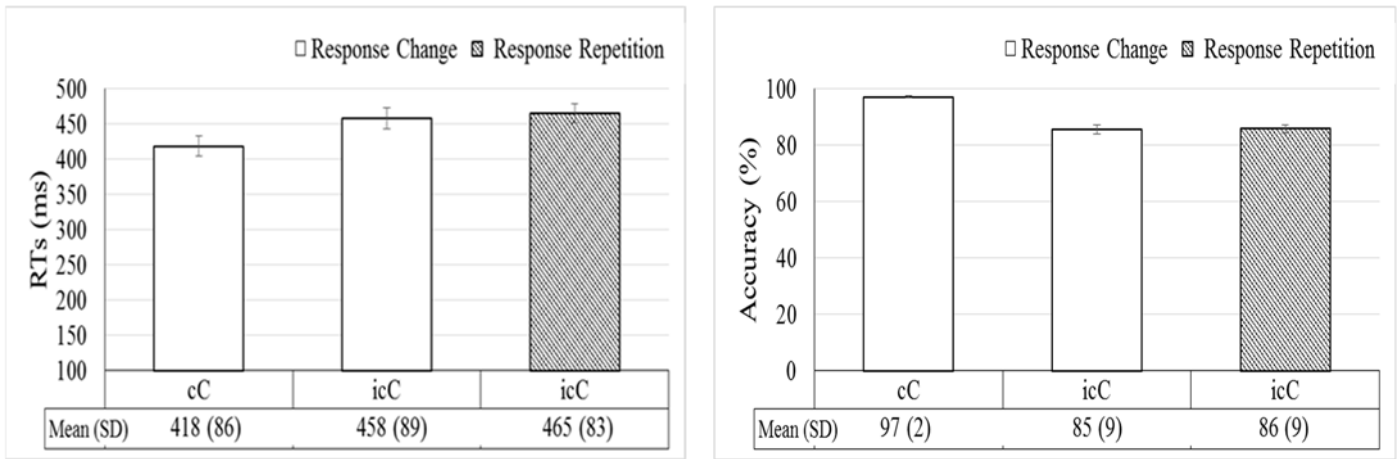 Response Change Response Repetition
RTs (ms)
500
450
400
350
300
250
200
150
100
cC icC icC
Mean (SD) 418 (86) 458 (89) 465 (83)
Response Change Response Repetition
Accuracy (%)
100
80
60
40
20
0
cC icC icC
Mean (SD) 97 (2) 85 (9) 86 (9)